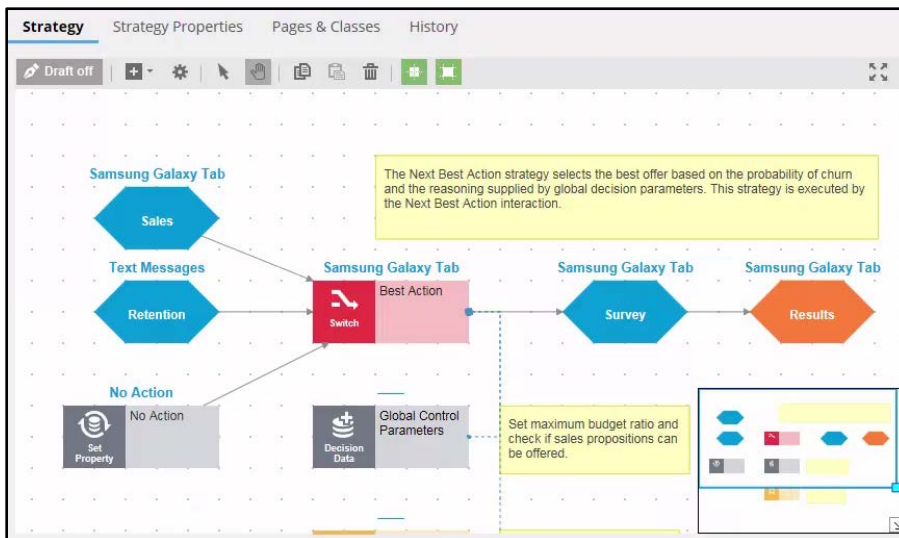 Strategy Strategy Properties Pages & Classes History
Draft off
Samsung Galaxy Tab
Sales
The Next Best Action strategy selects the best offer based on the probability of churn
and the reasoning supplied by global decision parameters. This strategy is executed by
the Next Best Action interaction.
Text Messages
Retention
Samsung Galaxy Tab
Switch
Best Action
Samsung Galaxy Tab
Survey
Samsung Galaxy Tab
Results
No Action
Set
Property
No Action
Decision
Data
Global Control
Parameters
Set maximum budget ratio and
check if sales propositions can
be offered.